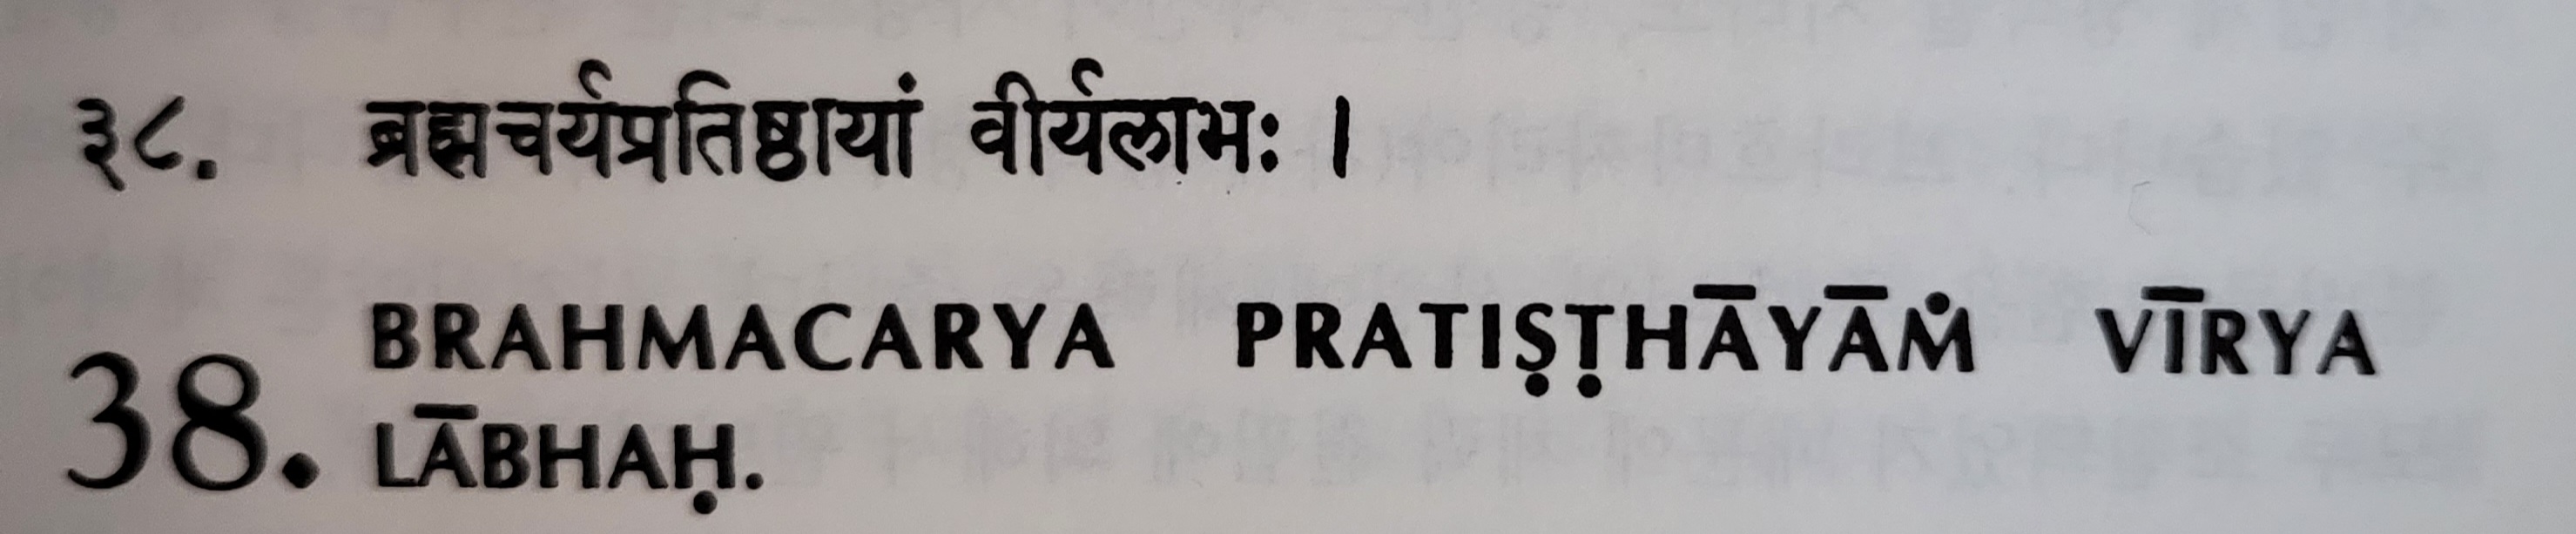 ३८. ब्रह्मचर्यप्रतिष्ठायां वीर्यलाभः ।
38. BRAHMACARYA PRATIṢṬHĀYĀṀ VĪRYA
LĀBHAḤ.